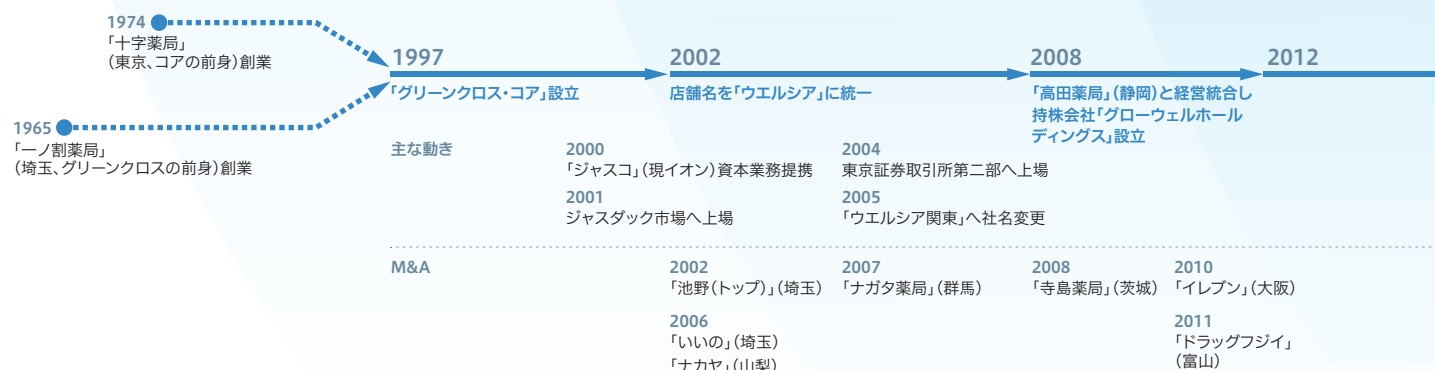 1974
「十字薬局」
(東京、コアの前身)創業
1965
「一ノ割薬局」
(埼玉、グリーンクロスの前身)創業
1997
「グリーンクロス・コア」設立
2002
店舗名を「ウエルシア」に統一
2008
「高田薬局」(静岡)と経営統合し
持株会社「グローウェルホール
ディングス」設立
2012
主な動き
2000
「ジャスコ」(現イオン)資本業務提携
2001
ジャスダック市場へ上場
2004
東京証券取引所第二部へ上場
2005
「ウエルシア関東」へ社名変更
M&A
2002
「池野(トップ)」(埼玉)
2006
「いいの」(埼玉)
「ナカヤ」(山梨)
2007
「ナガタ薬局」(群馬)
2008
「寺島薬局」(茨城)
2010
「イレブン」(大阪)
2011
「ドラッグフジイ」
(富山)